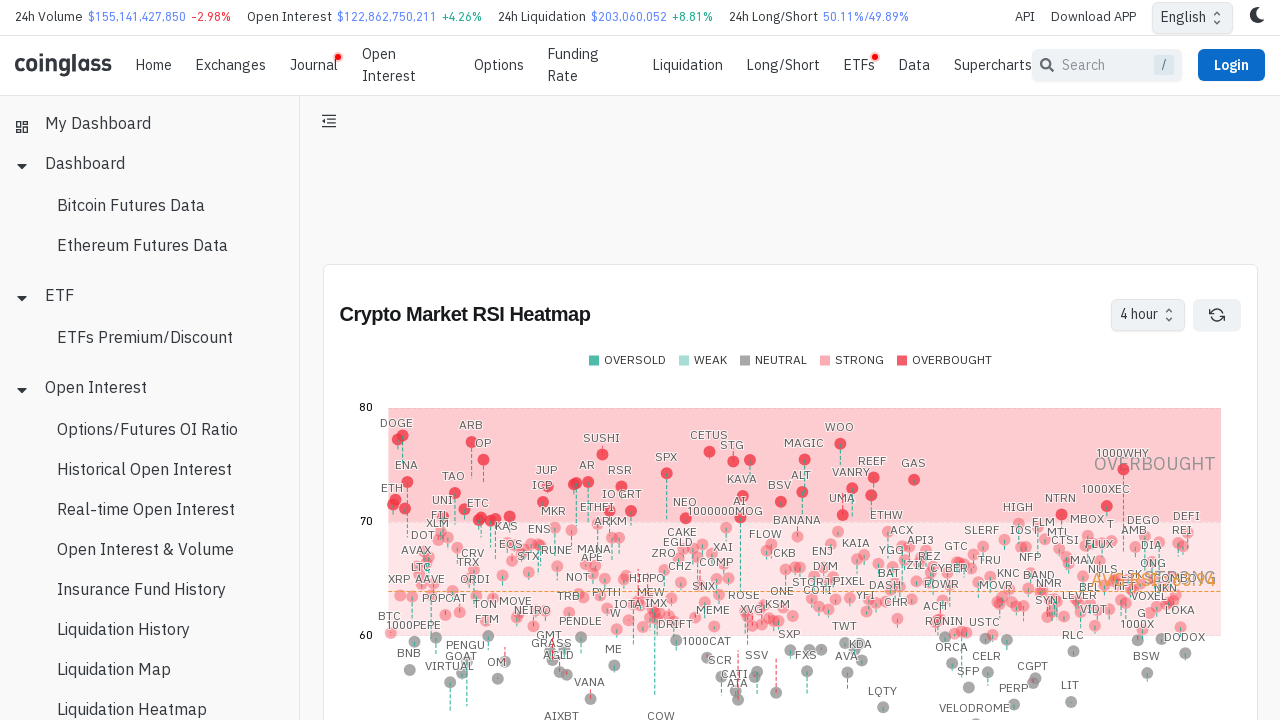 24h Volume $155,141,427,850 -2.98% Open Interest $122,862,750,211 +4.26% 24h Liquidation $203,060,052 +8.81% 24h Long/Short 50.11%/49.89% API Download APP English
coinglass Home Exchanges Journal Open Interest Options Funding Rate Liquidation Long/Short ETFs Data Supercharts Search / Login
My Dashboard
Dashboard
Bitcoin Futures Data
Ethereum Futures Data
ETF
ETFs Premium/Discount
Open Interest
Options/Futures OI Ratio
Historical Open Interest
Real-time Open Interest
Open Interest & Volume
Insurance Fund History
Liquidation History
Liquidation Map
Liquidation Heatmap
Crypto Market RSI Heatmap 4 hour
OVERSOLD WEAK NEUTRAL STRONG OVERBOUGHT
80
DOGE ARB WOO
OP SUSHI CETUS STG MAGIC
1000WHY
SPX OVERBOUGHT
ENA AR RSR REEF GAS
TAO JUP KAVA ALT VANRY
ETH ICP BSV 1000XEC
UNI ETC IO GRT NEO AI UMA NTRN
MKR ETHFI 1000000MOG HIGH
70
FIL XLM KAS ARKM BANANA ETHW FLM MBOX T DEGO
DOT ENS CAKE FLOW ACX SLERF IOST MTL AMB REI
EOS EGLD KAIA API3 CTSI FLUX DIA
AVAX CRV STX RUNE MANA ZRO XAI CKB ENJ YGG GTC NFP
LTC TRX APE CHZ COMP DYM REZ ZIL TRU MAV ONG
XRP AAVE ORDI NOT HIPPO SNX STORJ PIXEL BAT CYBER KNC BAND NULS LSK
PYTH MEW ONE COTI DASH POWR MOVR NMR BEL HFT NKN
POPCAT TON MOVE TRB IOTA IMX ROSE KSM YFI CHR ACH SYN LEVER VIDT VOXEL
BTC 1000PEPE FTM NEIRO PENDLE W DRIFT MEME XVG TWT RONIN USTC 1000X G LOKA
60
BNB PENGU GMT GRASS ME 1000CAT SXP KDA ORCA RLC DODOX
VIRTUAL GOAT OM AGLD SCR SSV FXS AVA CELR BSW
VANA CATI ATA SFP CGPT
LQTY PERP LIT
AIXBT COW VELODROME